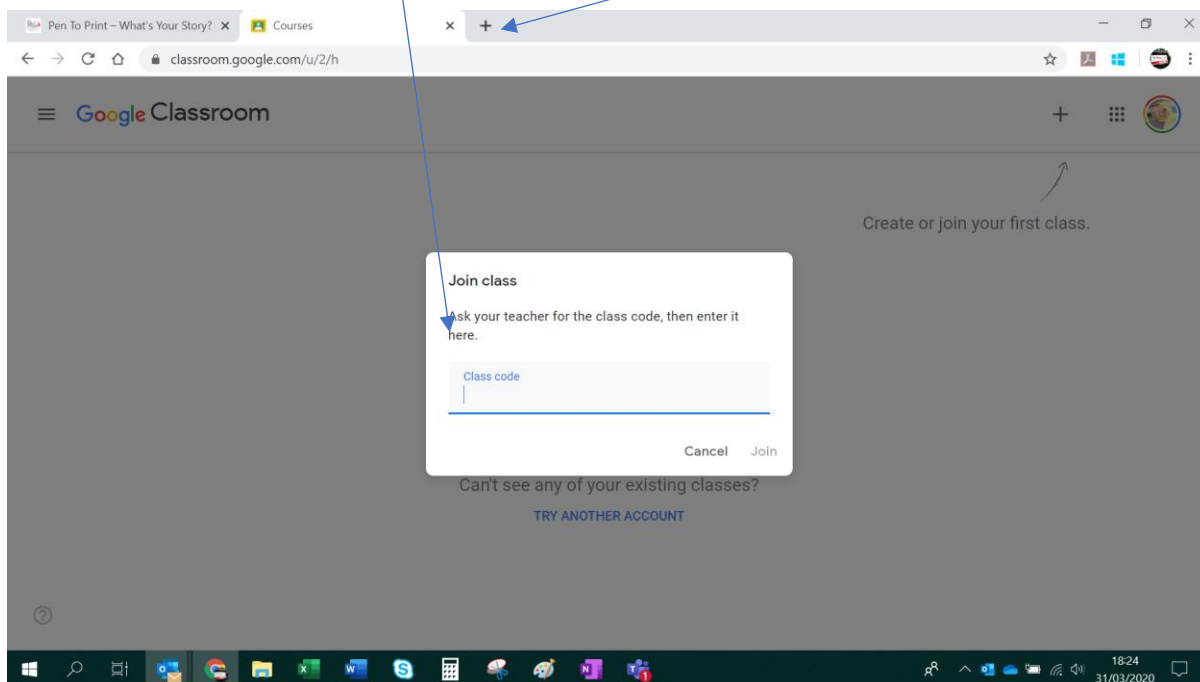 Pen To Print – What's Your Story?
Courses
classroom.google.com/u/2/h
Google Classroom
Create or join your first class.
Join class
Ask your teacher for the class code, then enter it
here.
Class code
Cancel Join
Can't see any of your existing classes?
TRY ANOTHER ACCOUNT
18:24
31/03/2020